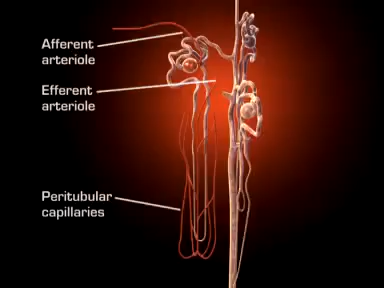 Afferent
arteriole
Efferent
arteriole
Peritubular
capillaries